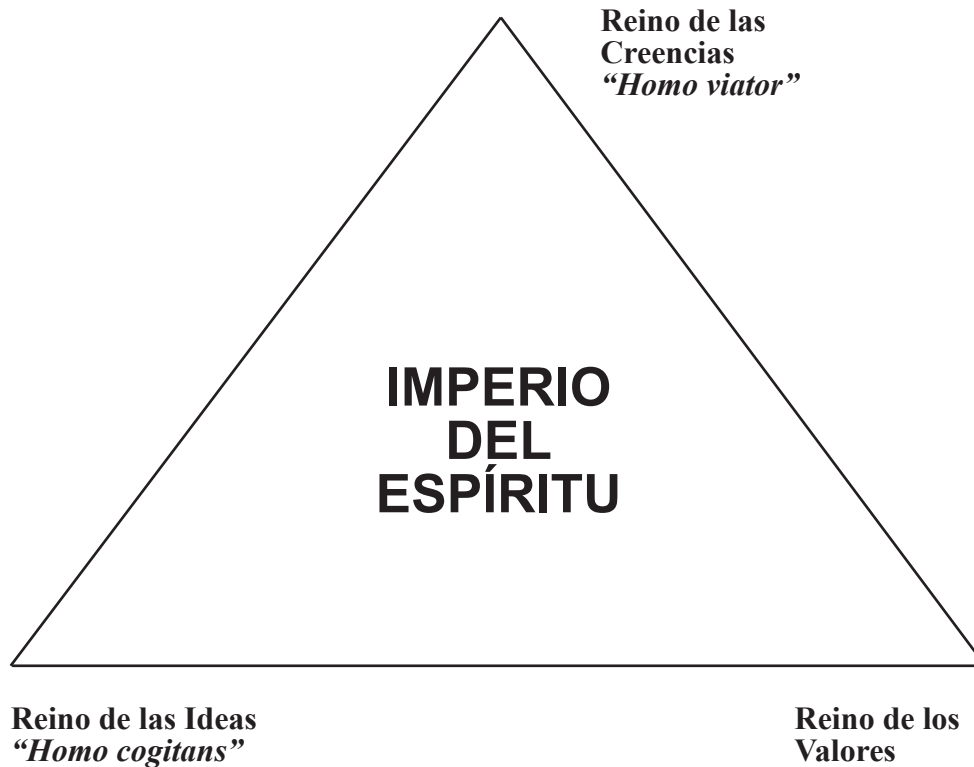 Reino de las
Creencias
“Homo viator”
IMPERIO
DEL
ESPÍRITU
Reino de las Ideas
“Homo cogitans”
Reino de los
Valores